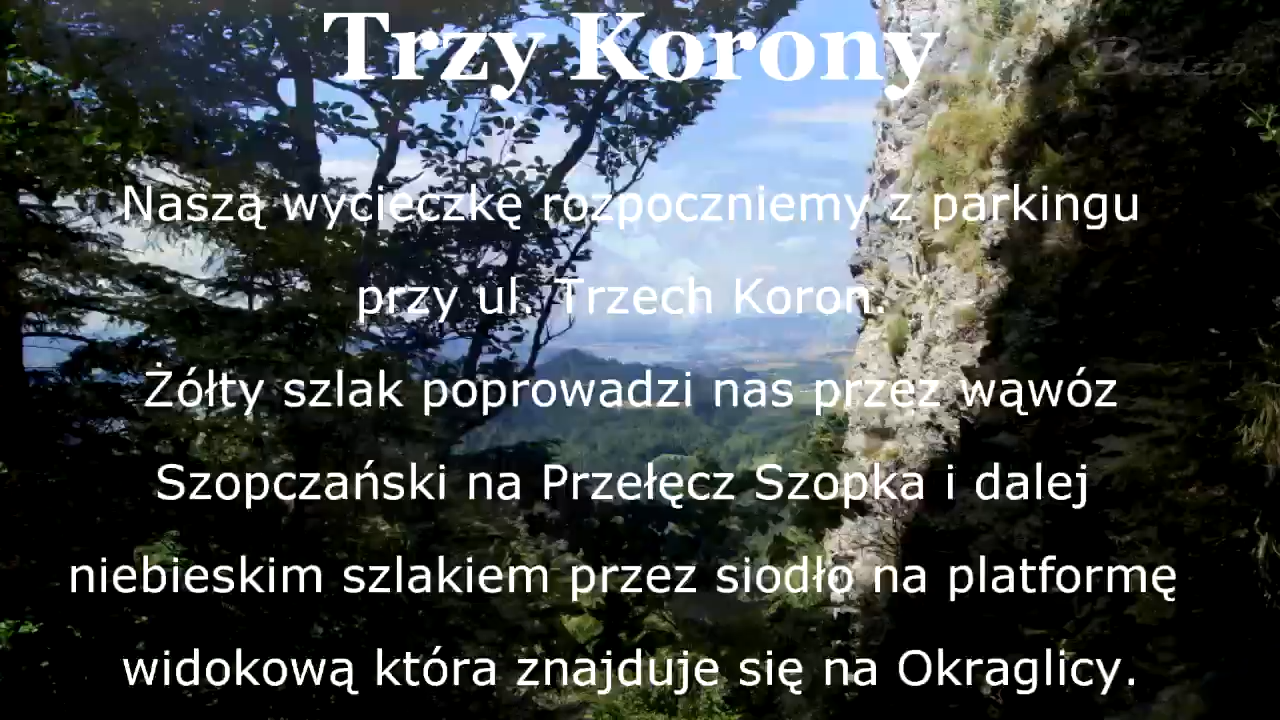 Trzy Korony
Bodzio
Naszą wycieczkę rozpoczniemy z parkingu
przy ul. Trzech Koron.
Żółty szlak poprowadzi nas przez wąwóz
Szopczański na Przełęcz Szopka i dalej
niebieskim szlakiem przez siodło na platformę
widokową która znajduje się na Okraglicy.